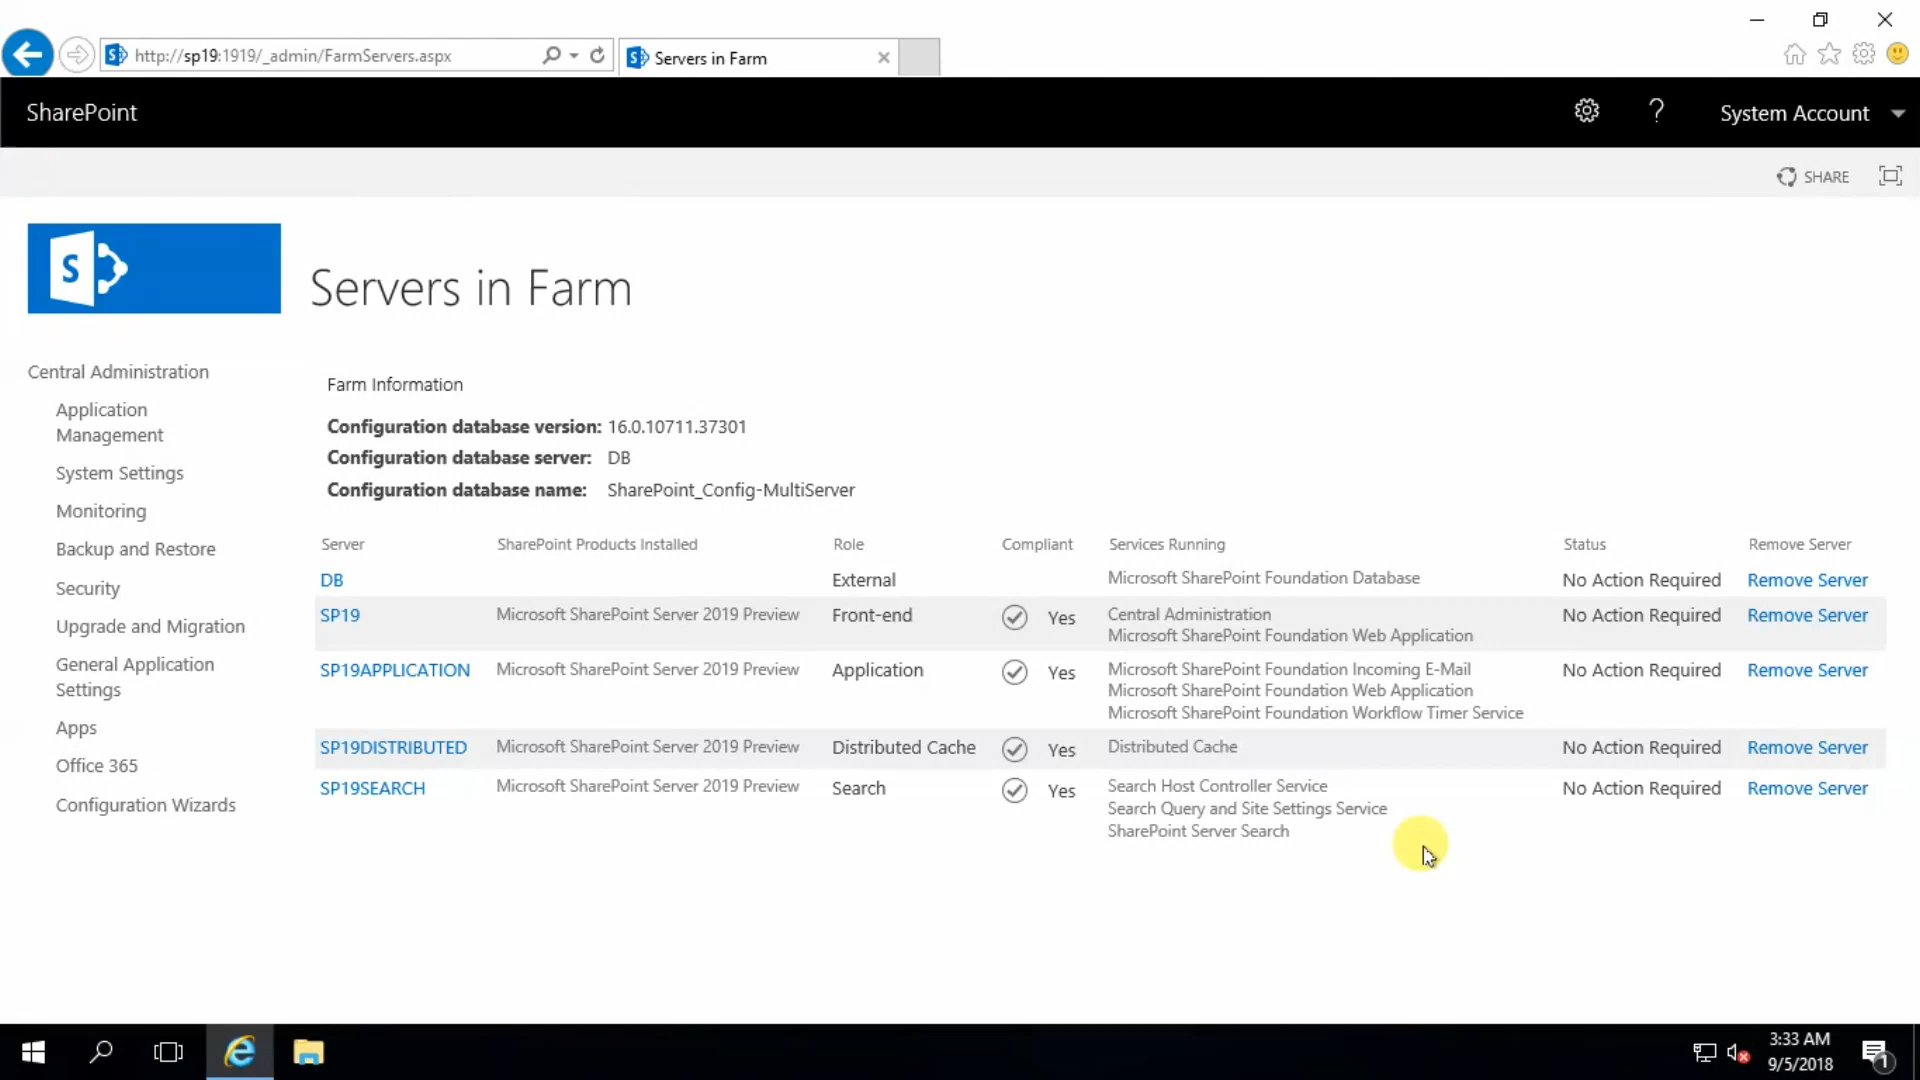 http://sp19:1919/_admin/FarmServers.aspx
Servers in Farm
SharePoint
?
System Account
SHARE
S
Servers in Farm
Central Administration
Application
Management
System Settings
Monitoring
Backup and Restore
Security
Upgrade and Migration
General Application
Settings
Apps
Office 365
Configuration Wizards
Farm Information
Configuration database version: 16.0.10711.37301
Configuration database server: DB
Configuration database name: SharePoint_Config-MultiServer
Server SharePoint Products Installed Role Compliant Services Running Status Remove Server
DB External Microsoft SharePoint Foundation Database No Action Required Remove Server
SP19 Microsoft SharePoint Server 2019 Preview Front-end Yes Central Administration No Action Required Remove Server
Microsoft SharePoint Foundation Web Application
SP19APPLICATION Microsoft SharePoint Server 2019 Preview Application Yes Microsoft SharePoint Foundation Incoming E-Mail No Action Required Remove Server
Microsoft SharePoint Foundation Web Application
Microsoft SharePoint Foundation Workflow Timer Service
SP19DISTRIBUTED Microsoft SharePoint Server 2019 Preview Distributed Cache Yes Distributed Cache No Action Required Remove Server
SP19SEARCH Microsoft SharePoint Server 2019 Preview Search Yes Search Host Controller Service No Action Required Remove Server
Search Query and Site Settings Service
SharePoint Server Search
3:33 AM
9/5/2018
1